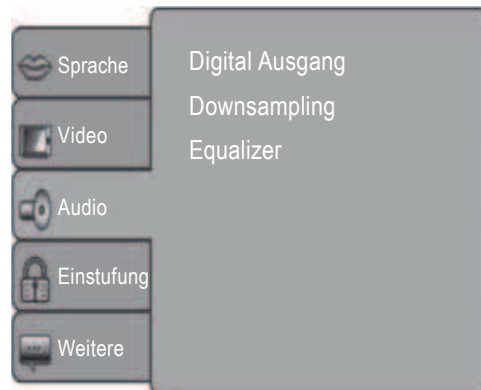 Sprache
Video
Audio
Einstufung
Weitere
Digital Ausgang
Downsampling
Equalizer